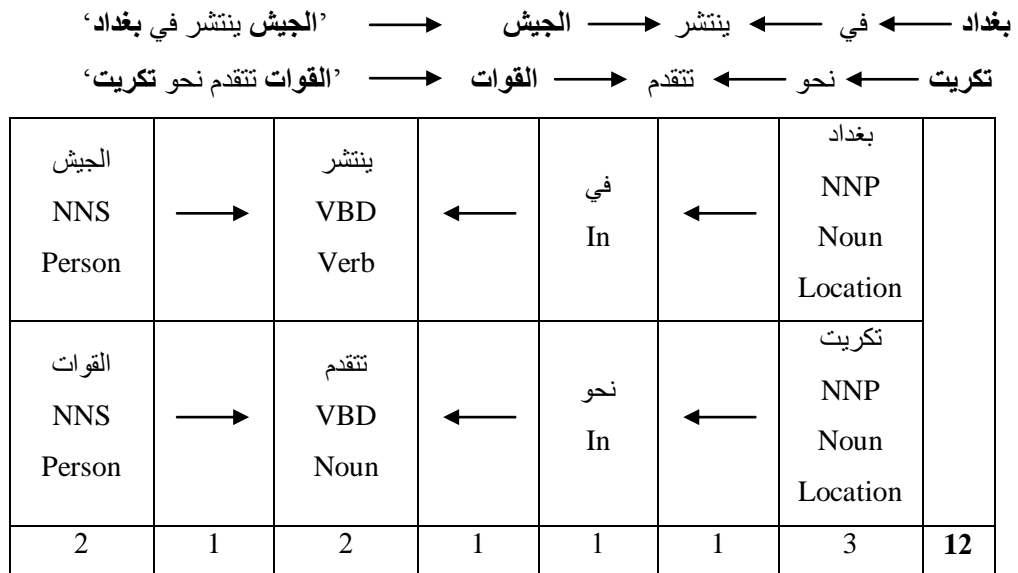 ’الجيش ينتشر في بغداد‘ → الجيش → ينتشر ← في ← بغداد
’القوات تتقدم نحو تكريت‘ → القوات → تتقدم ← نحو ← تكريت
الجيش
NNS
Person
→
ينتشر
VBD
Verb
←
في
In
←
بغداد
NNP
Noun
Location
القوات
NNS
Person
→
تتقدم
VBD
Noun
←
نحو
In
←
تكريت
NNP
Noun
Location
2 1 2 1 1 1 3 12